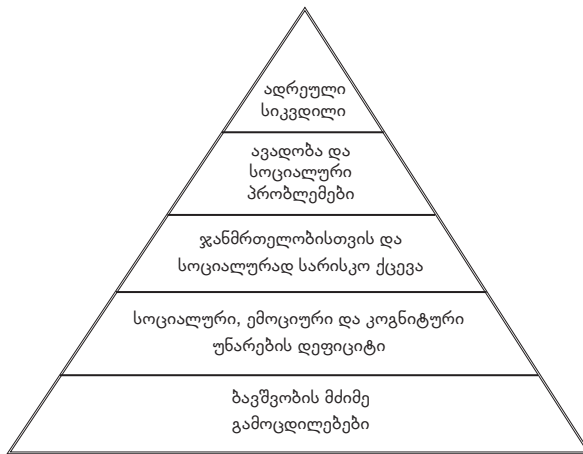 ადრეული
სიკვდილი
ავადობა და
სოციალური
პრობლემები
ჯანმრთელობისთვის და
სოციალურად სარისკო ქცევა
სოციალური, ემოციური და კოგნიტური
უნარების დეფიციტი
ბავშვობის მძიმე
გამოცდილებები